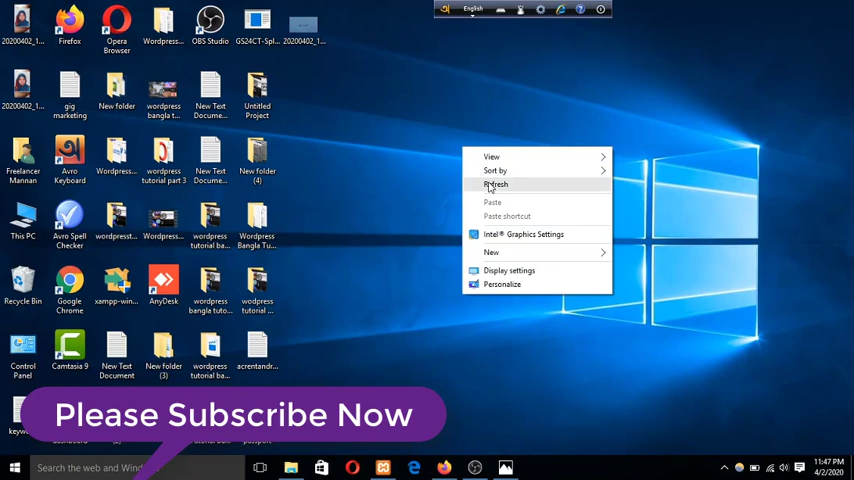 English
20200402_1...
Firefox
Opera
Browser
Wordpress...
OBS Studio
GS24CT-Spl...
20200402_1...
20200402_1...
gig
marketing
New folder
wordpress
bangla t...
New Text
Docume...
Untitled
Project
Freelancer
Mannan
Avro
Keyboard
Wordpress...
wordpress
tutorial part 3
New Text
Docume...
New folder
(4)
This PC
Avro Spell
Checker
wordpresst...
Wordpress...
wordpress
tutorial ba...
Wordpress
Bangla Tu...
Recycle Bin
Google
Chrome
xampp-win...
AnyDesk
wordpress
bangla tuto...
wordpress
tutorial ...
Control
Panel
Camtasia 9
New Text
Document
New folder
(3)
wordpress
tutorial ba...
acrentandr...
View
Sort by
Refresh
Paste
Paste shortcut
Intel® Graphics Settings
New
Display settings
Personalize
Please Subscribe Now
Search the web and Wind
11:47 PM
4/2/2020